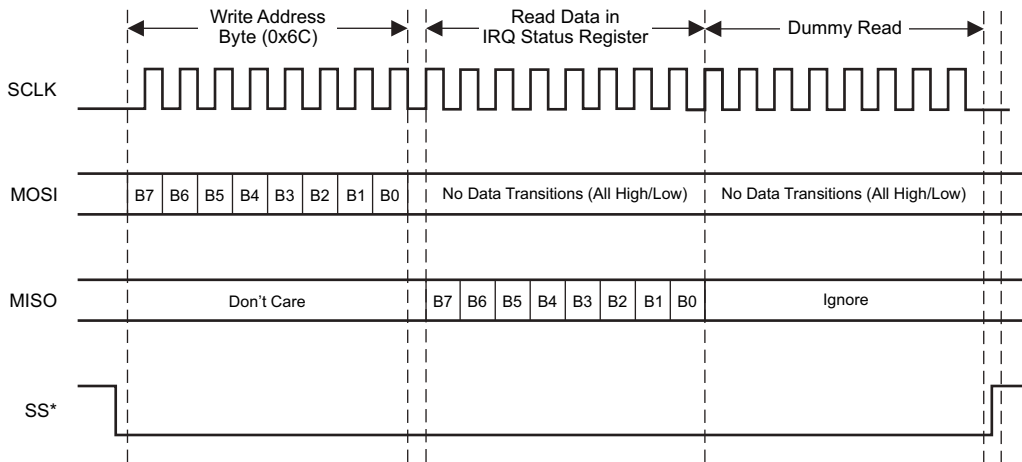 Write Address
Byte (0x6C)
Read Data in
IRQ Status Register
Dummy Read
SCLK
MOSI
B7 B6 B5 B4 B3 B2 B1 B0
No Data Transitions (All High/Low)
No Data Transitions (All High/Low)
MISO
Don't Care
B7 B6 B5 B4 B3 B2 B1 B0
Ignore
SS*